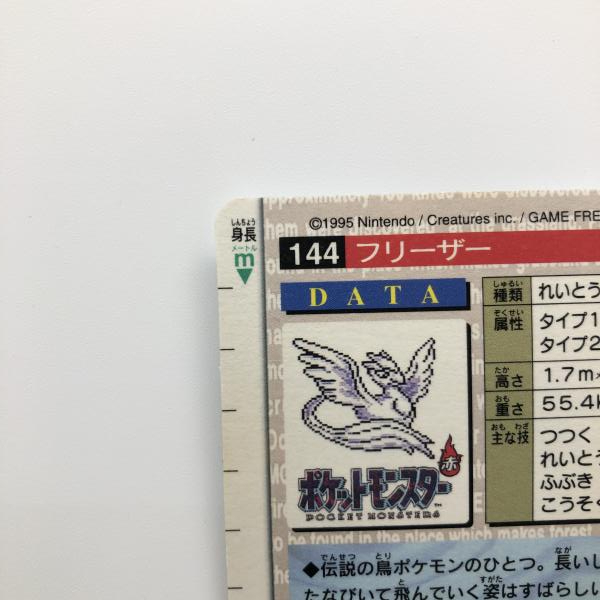 ©1995 Nintendo / Creatures inc. / GAME FRE
しんちょう
身長
メートル
m
144 フリーザー
DATA
しゅるい
種類 れいとう
ぞくせい
属性 タイプ1
タイプ2
たか
高さ 1.7m
おも
重さ 55.4k
おも わざ
主な技 つつく
れいとう
ふぶき
こうそく
赤
ポケットモンスター
POCKET MONSTERS
でんせつ とり なが
◆伝説の鳥ポケモンのひとつ。長いし
と すがた
たなびいて飛んでいく姿はすばらしい